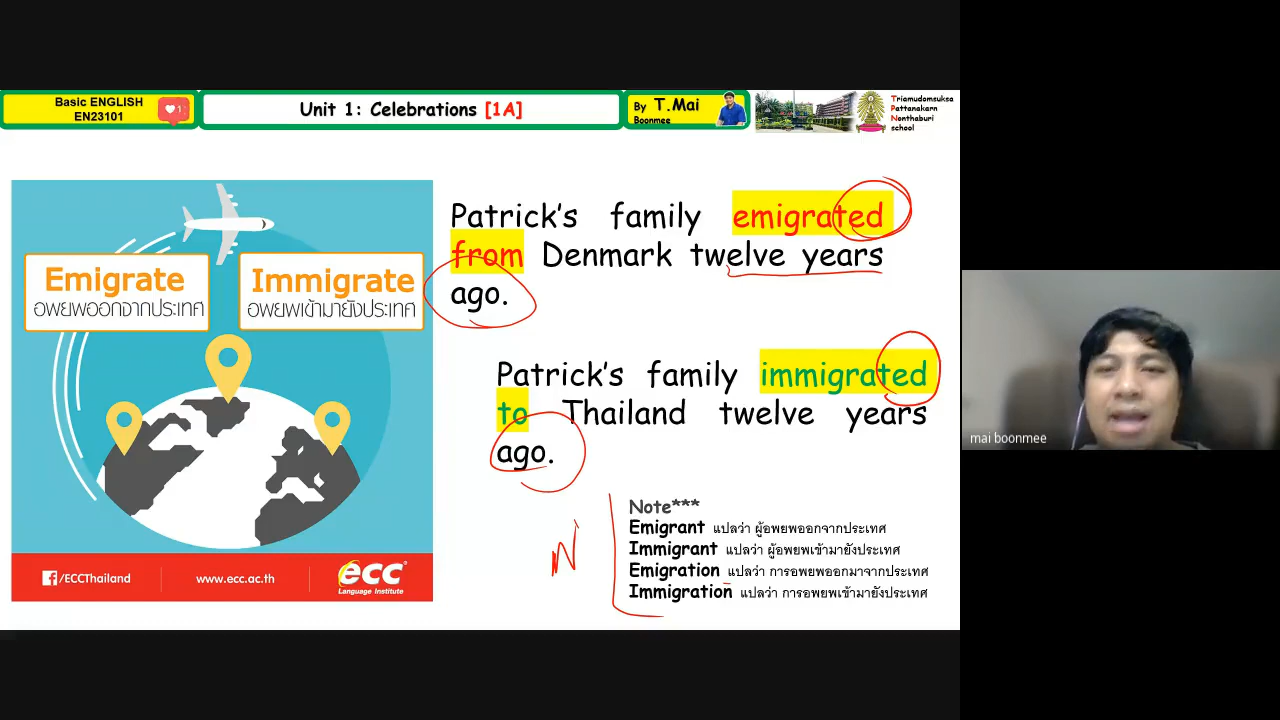 Basic ENGLISH
EN23101
Unit 1: Celebrations [1A]
By T.Mai
Boonmee
Triamudomsuksa
Pattanakarn
Nonthaburi
school
Emigrate
อพยพออกจากประเทศ
Immigrate
อพยพเข้ามายังประเทศ
/ECCThailand
www.ecc.ac.th
ecc
Language Institute
Patrick's family emigrated
from Denmark twelve years
ago.
Patrick's family immigrated
to Thailand twelve years
ago.
N
Note***
Emigrant แปลว่า ผู้อพยพออกจากประเทศ
Immigrant แปลว่า ผู้อพยพเข้ามายังประเทศ
Emigration แปลว่า การอพยพออกมาจากประเทศ
Immigration แปลว่า การอพยพเข้ามายังประเทศ
mai boonmee